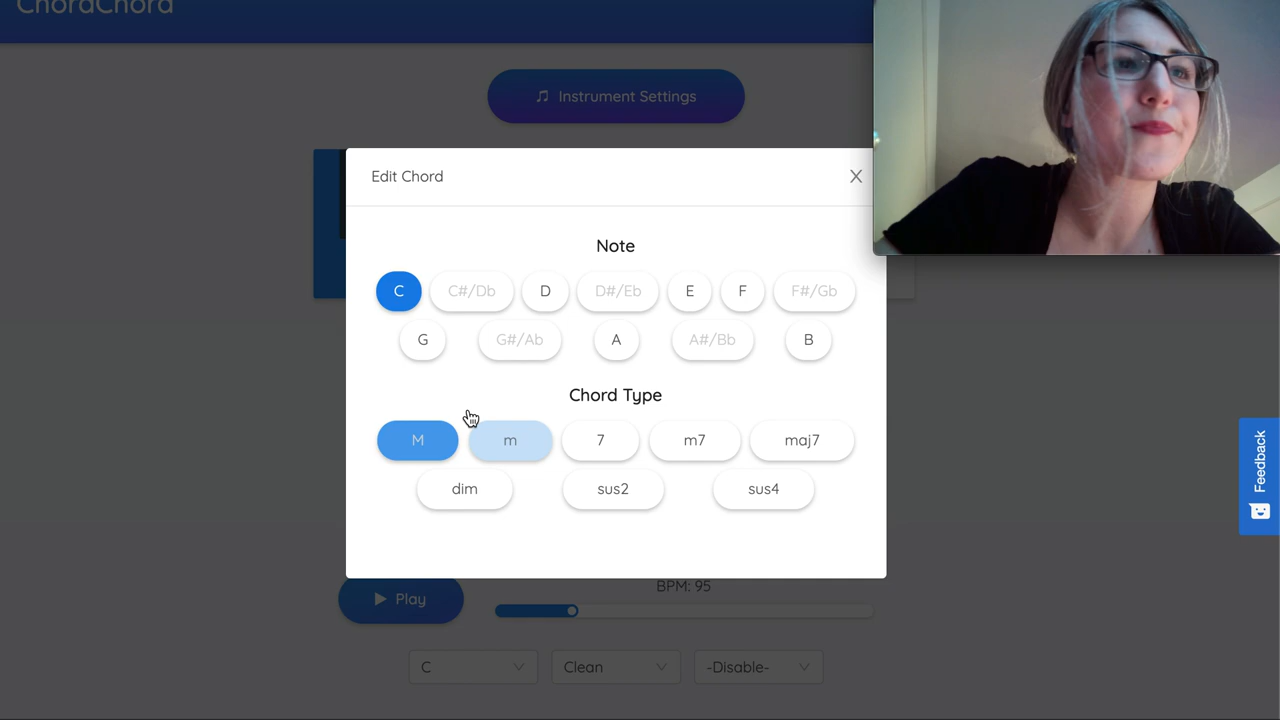 ChordChord
Instrument Settings
Edit Chord
X
Note
C C#/Db D D#/Eb E F F#/Gb
G G#/Ab A A#/Bb B
Chord Type
M m 7 m7 maj7
dim sus2 sus4
Feedback
BPM: 95
Play
C Clean -Disable-